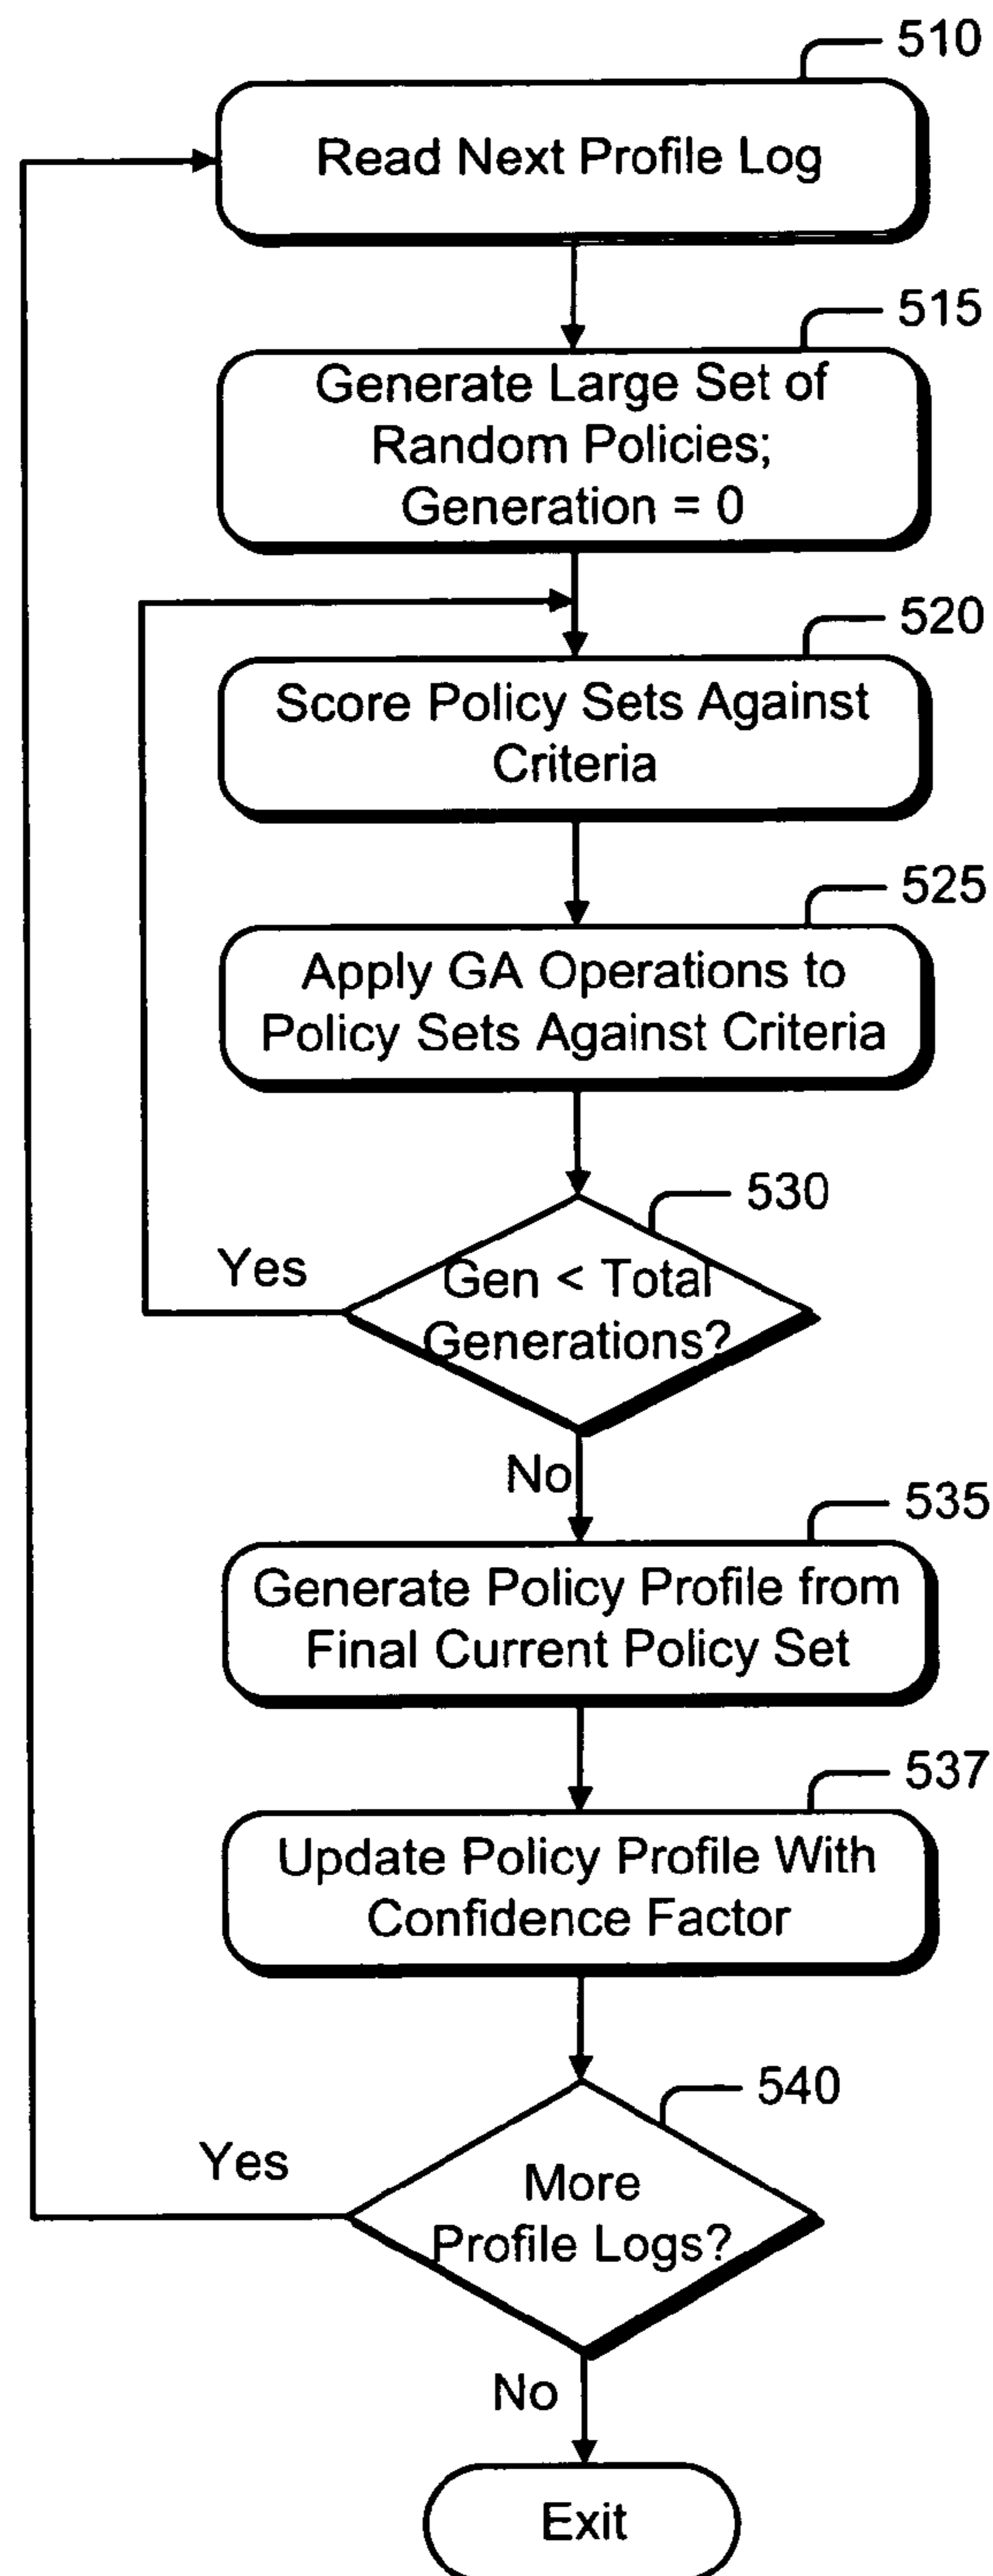 510
Read Next Profile Log
515
Generate Large Set of
Random Policies;
Generation = 0
520
Score Policy Sets Against
Criteria
525
Apply GA Operations to
Policy Sets Against Criteria
530
Yes
Gen < Total
Generations?
No
535
Generate Policy Profile from
Final Current Policy Set
537
Update Policy Profile With
Confidence Factor
540
Yes
More
Profile Logs?
No
Exit